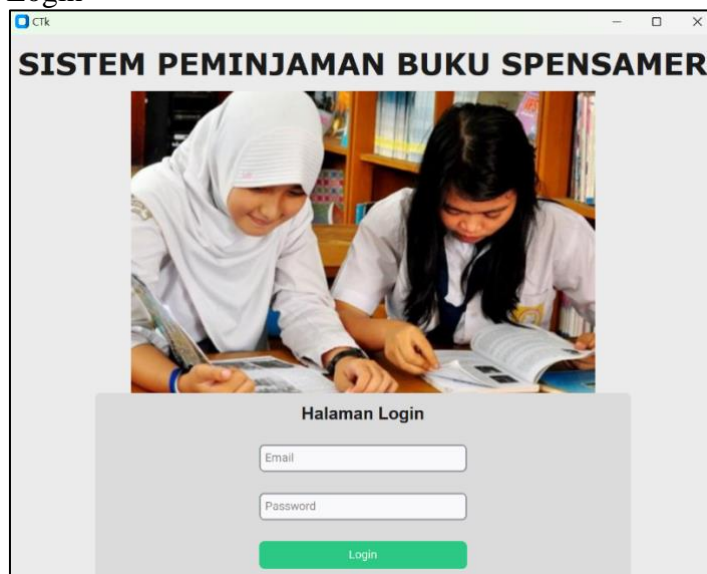 Login
CTk
SISTEM PEMINJAMAN BUKU SPENSAMER
Halaman Login
Email
Password
Login